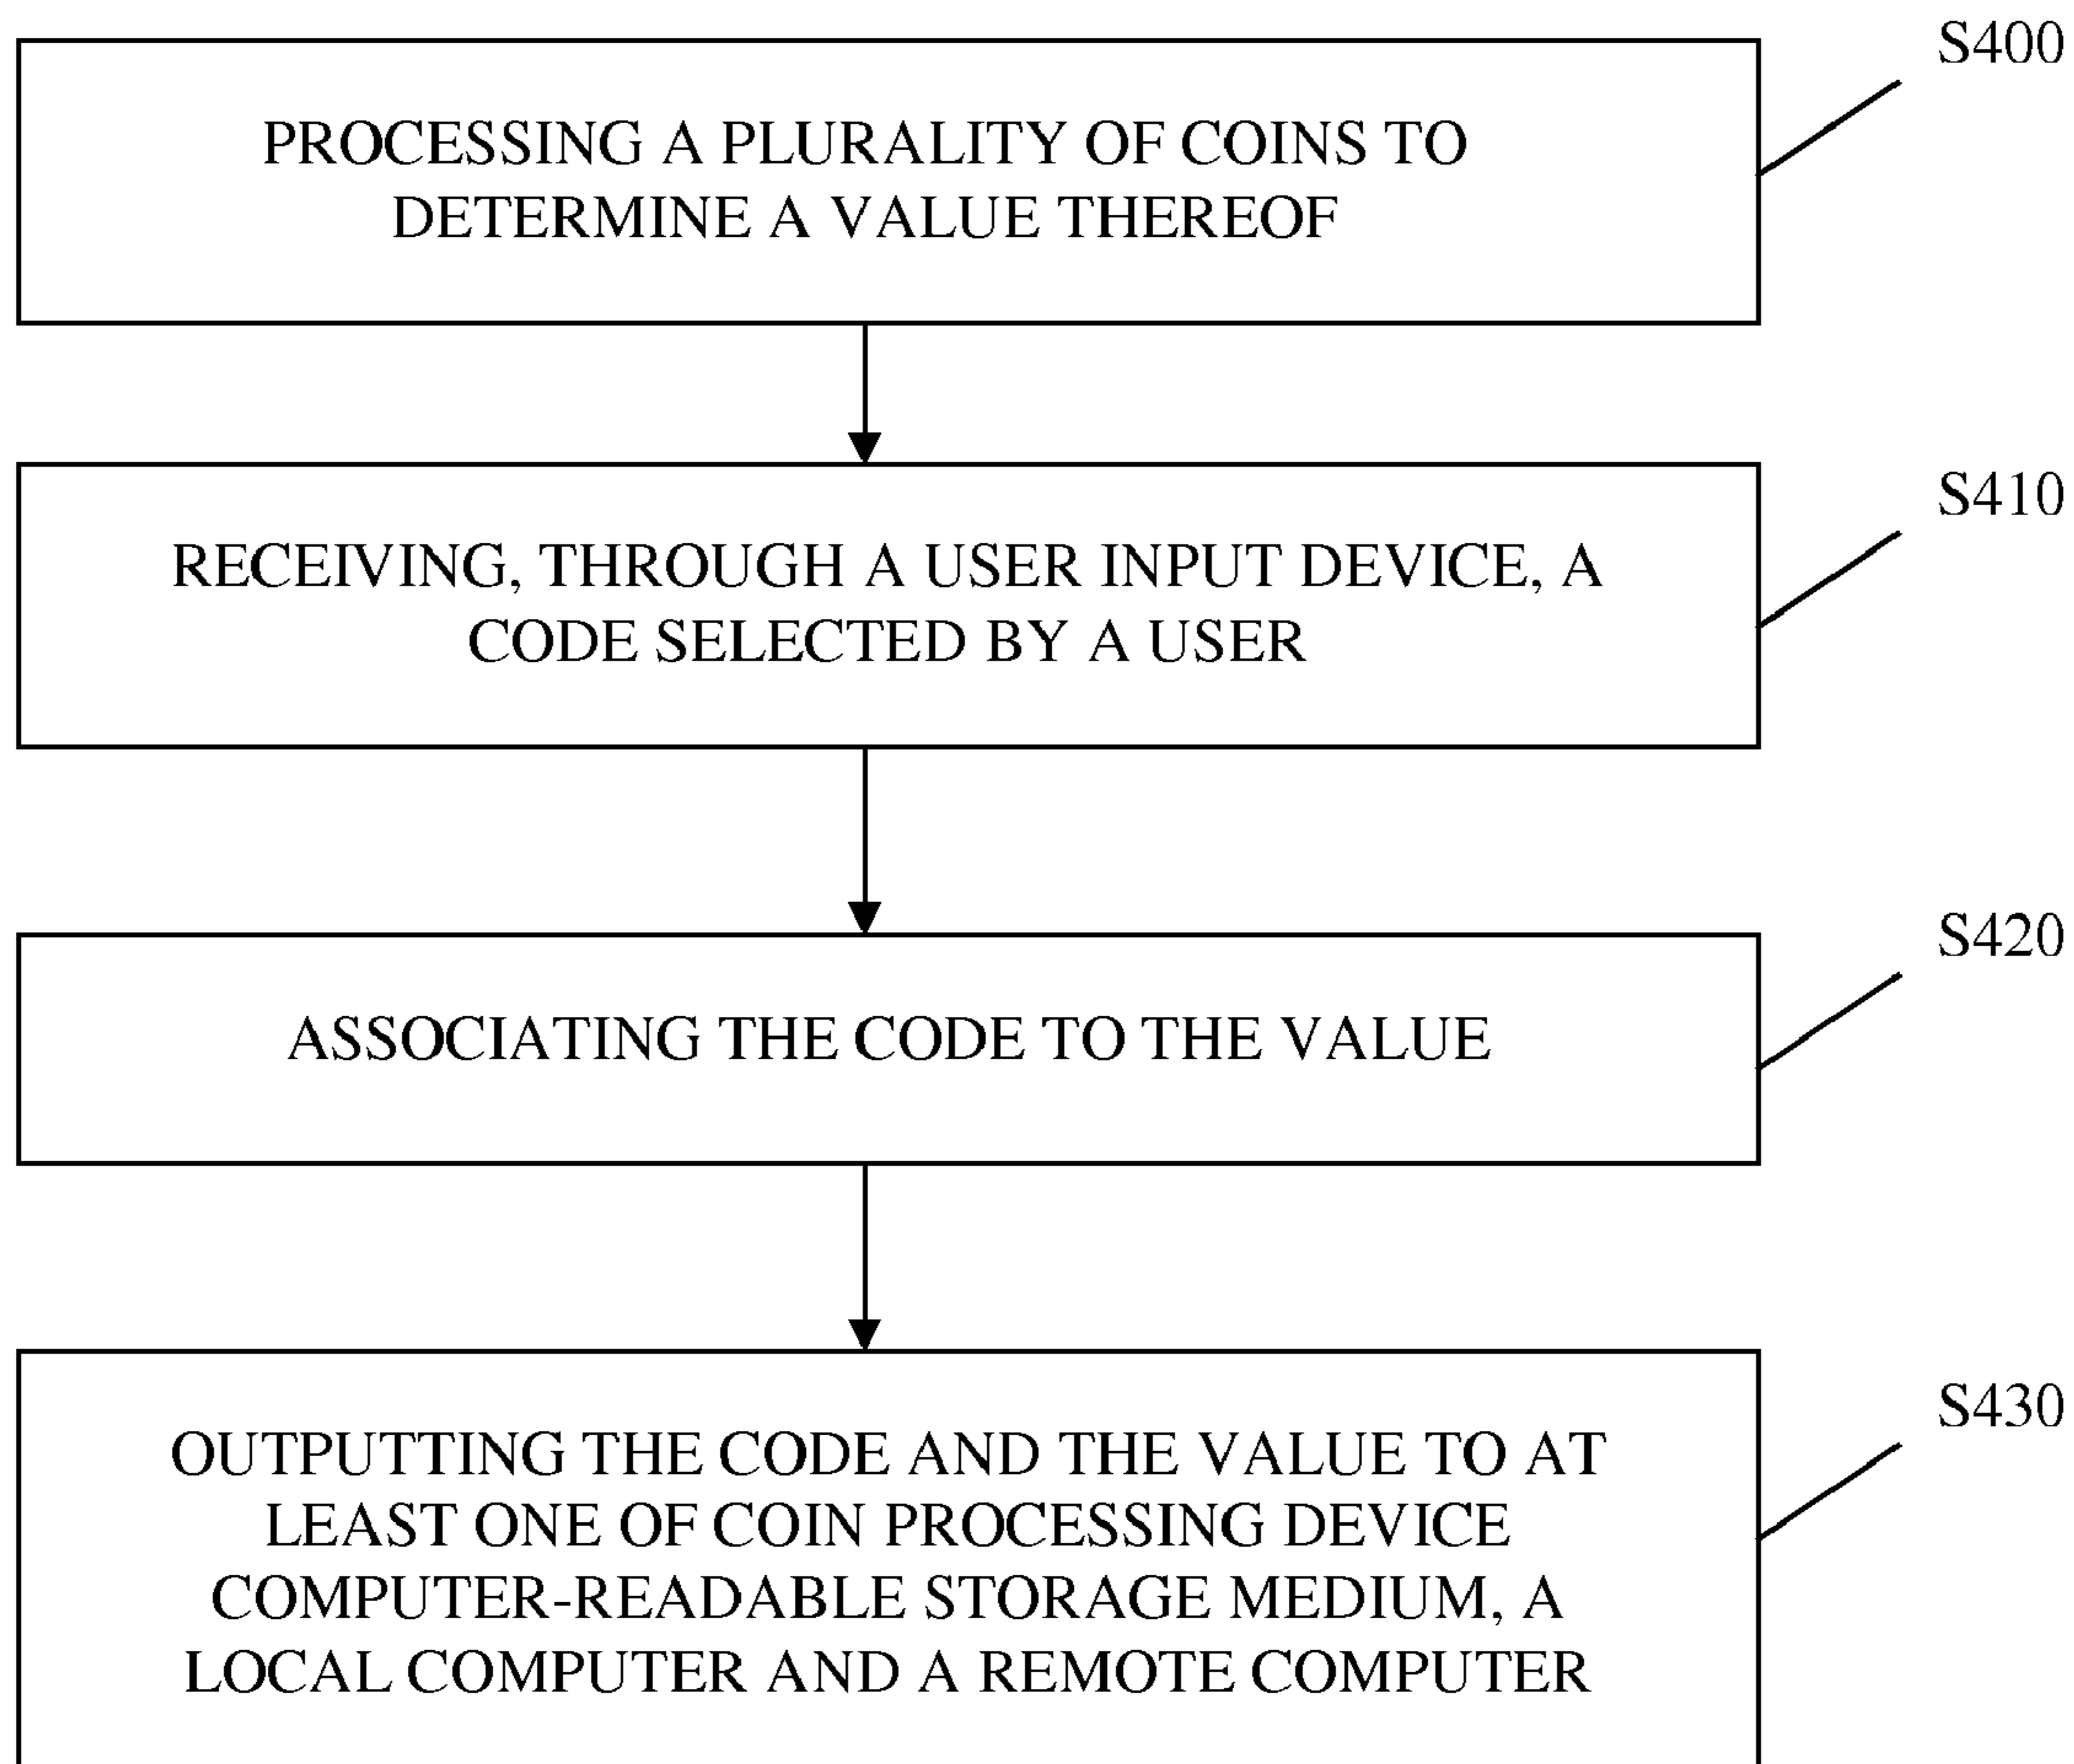 S400
PROCESSING A PLURALITY OF COINS TO
DETERMINE A VALUE THEREOF
S410
RECEIVING, THROUGH A USER INPUT DEVICE, A
CODE SELECTED BY A USER
S420
ASSOCIATING THE CODE TO THE VALUE
S430
OUTPUTTING THE CODE AND THE VALUE TO AT
LEAST ONE OF COIN PROCESSING DEVICE
COMPUTER-READABLE STORAGE MEDIUM, A
LOCAL COMPUTER AND A REMOTE COMPUTER